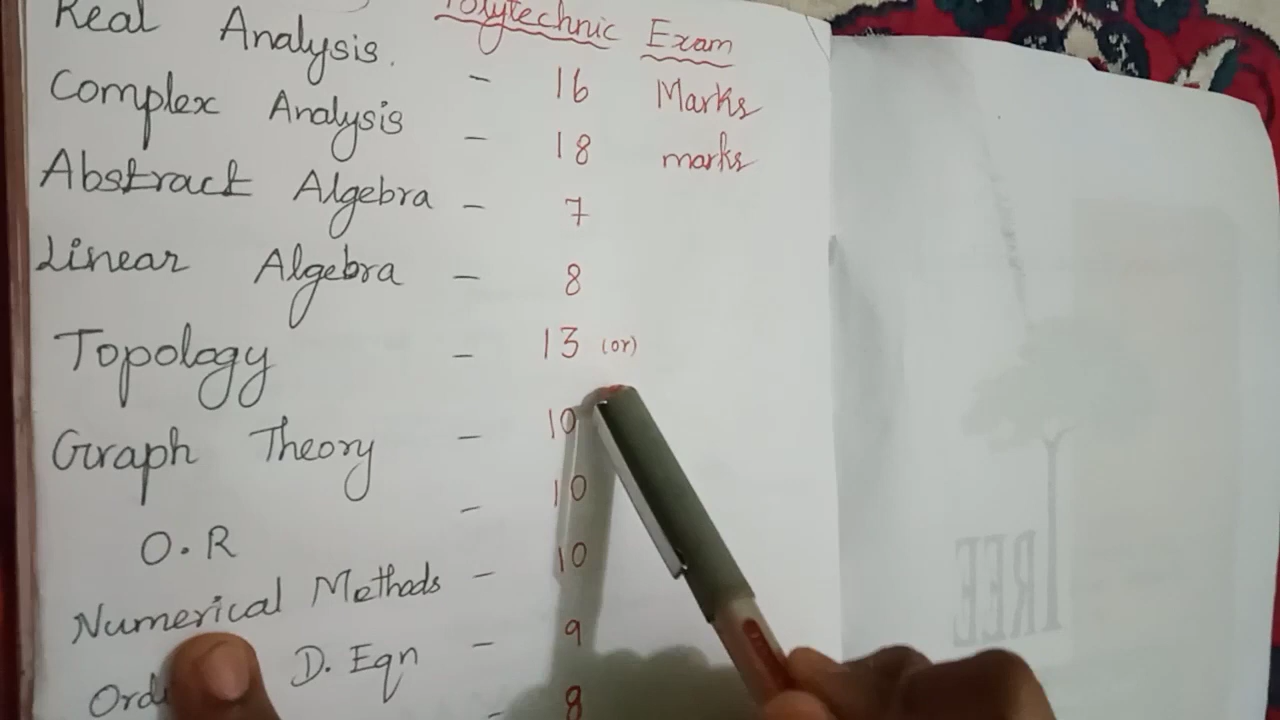 Polytechnic Exam
Real Analysis. - 16 Marks
Complex Analysis - 18 marks
Abstract Algebra - 7
Linear Algebra - 8
Topology - 13 (or)
Graph Theory - 10
O.R - 10
Numerical Methods - 10
D. Eqn - 9
- 8
TREE